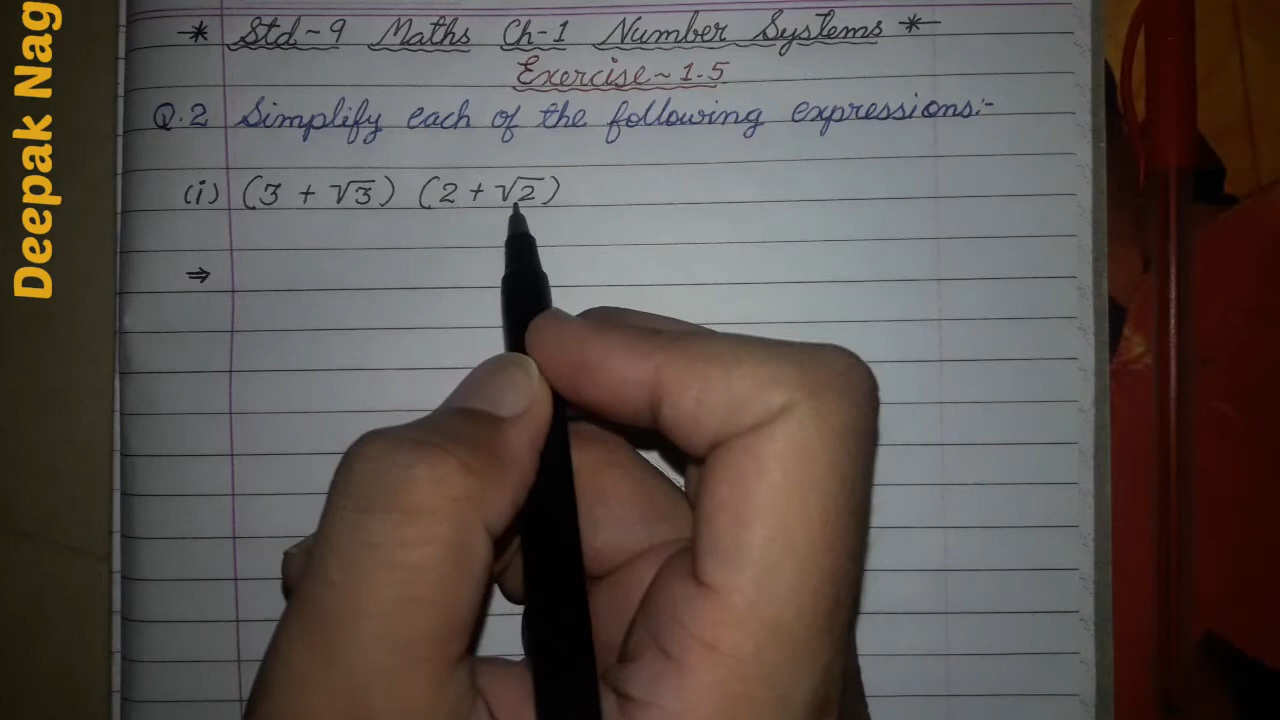 Deepak Nag
* Std-9 Maths Ch-1 Number Systems *
Exercise~1.5
Q.2 Simplify each of the following expressions:-
(i) (3 + √3) (2 + √2)
⇒